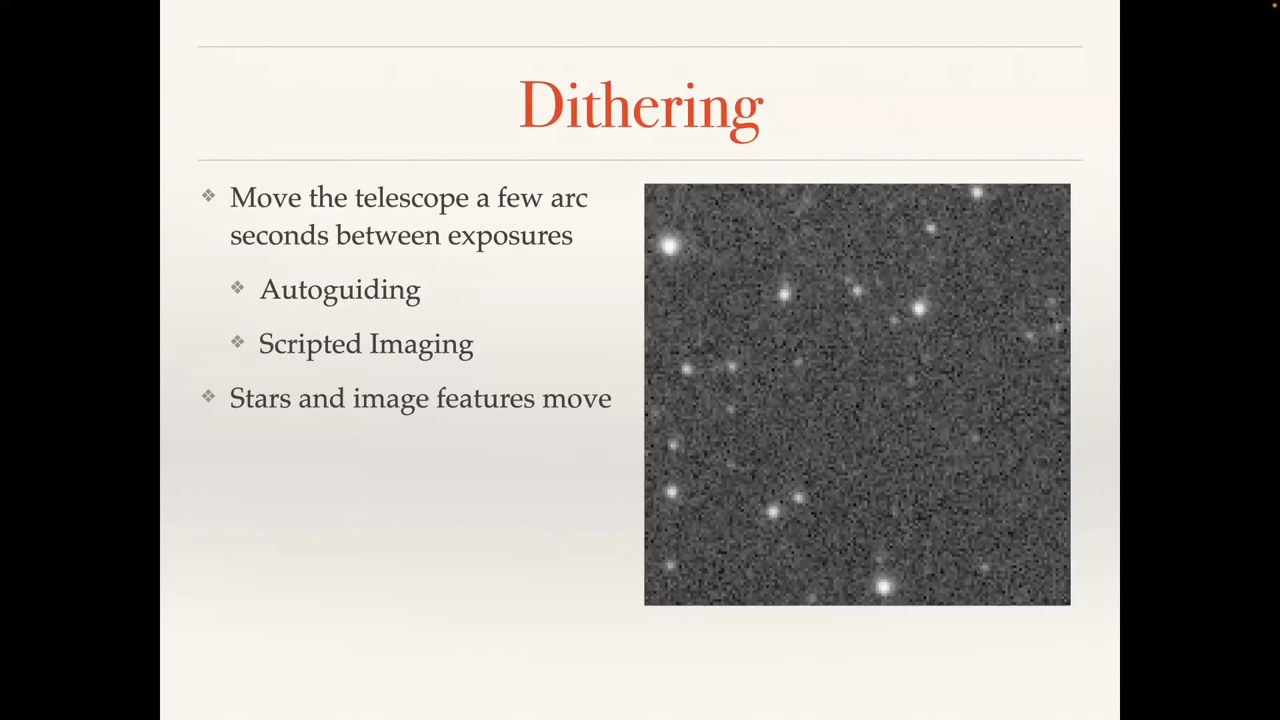 Dithering
Move the telescope a few arc
seconds between exposures
Autoguiding
Scripted Imaging
Stars and image features move